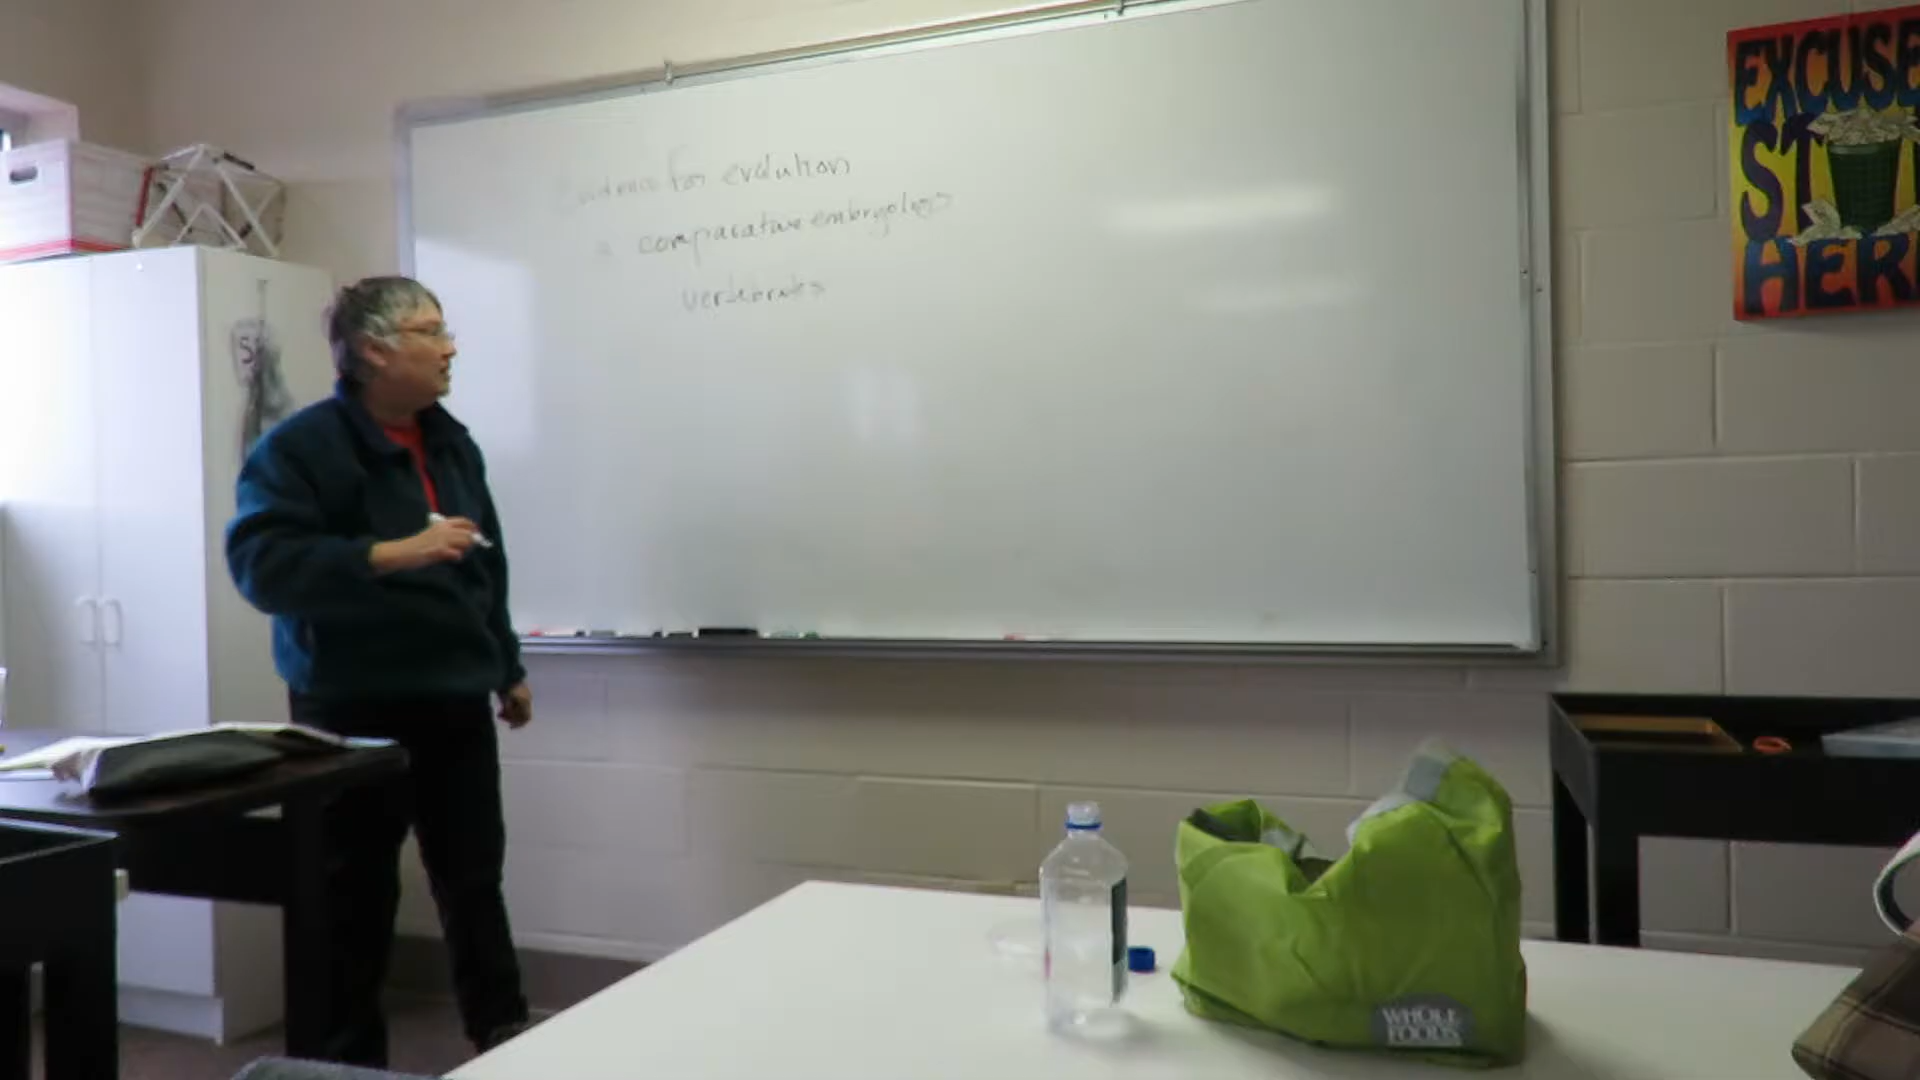 Evidence for evolution
comparative embryology
vertebrates
EXCUSE
ST
HER
WHOLE
FOODS